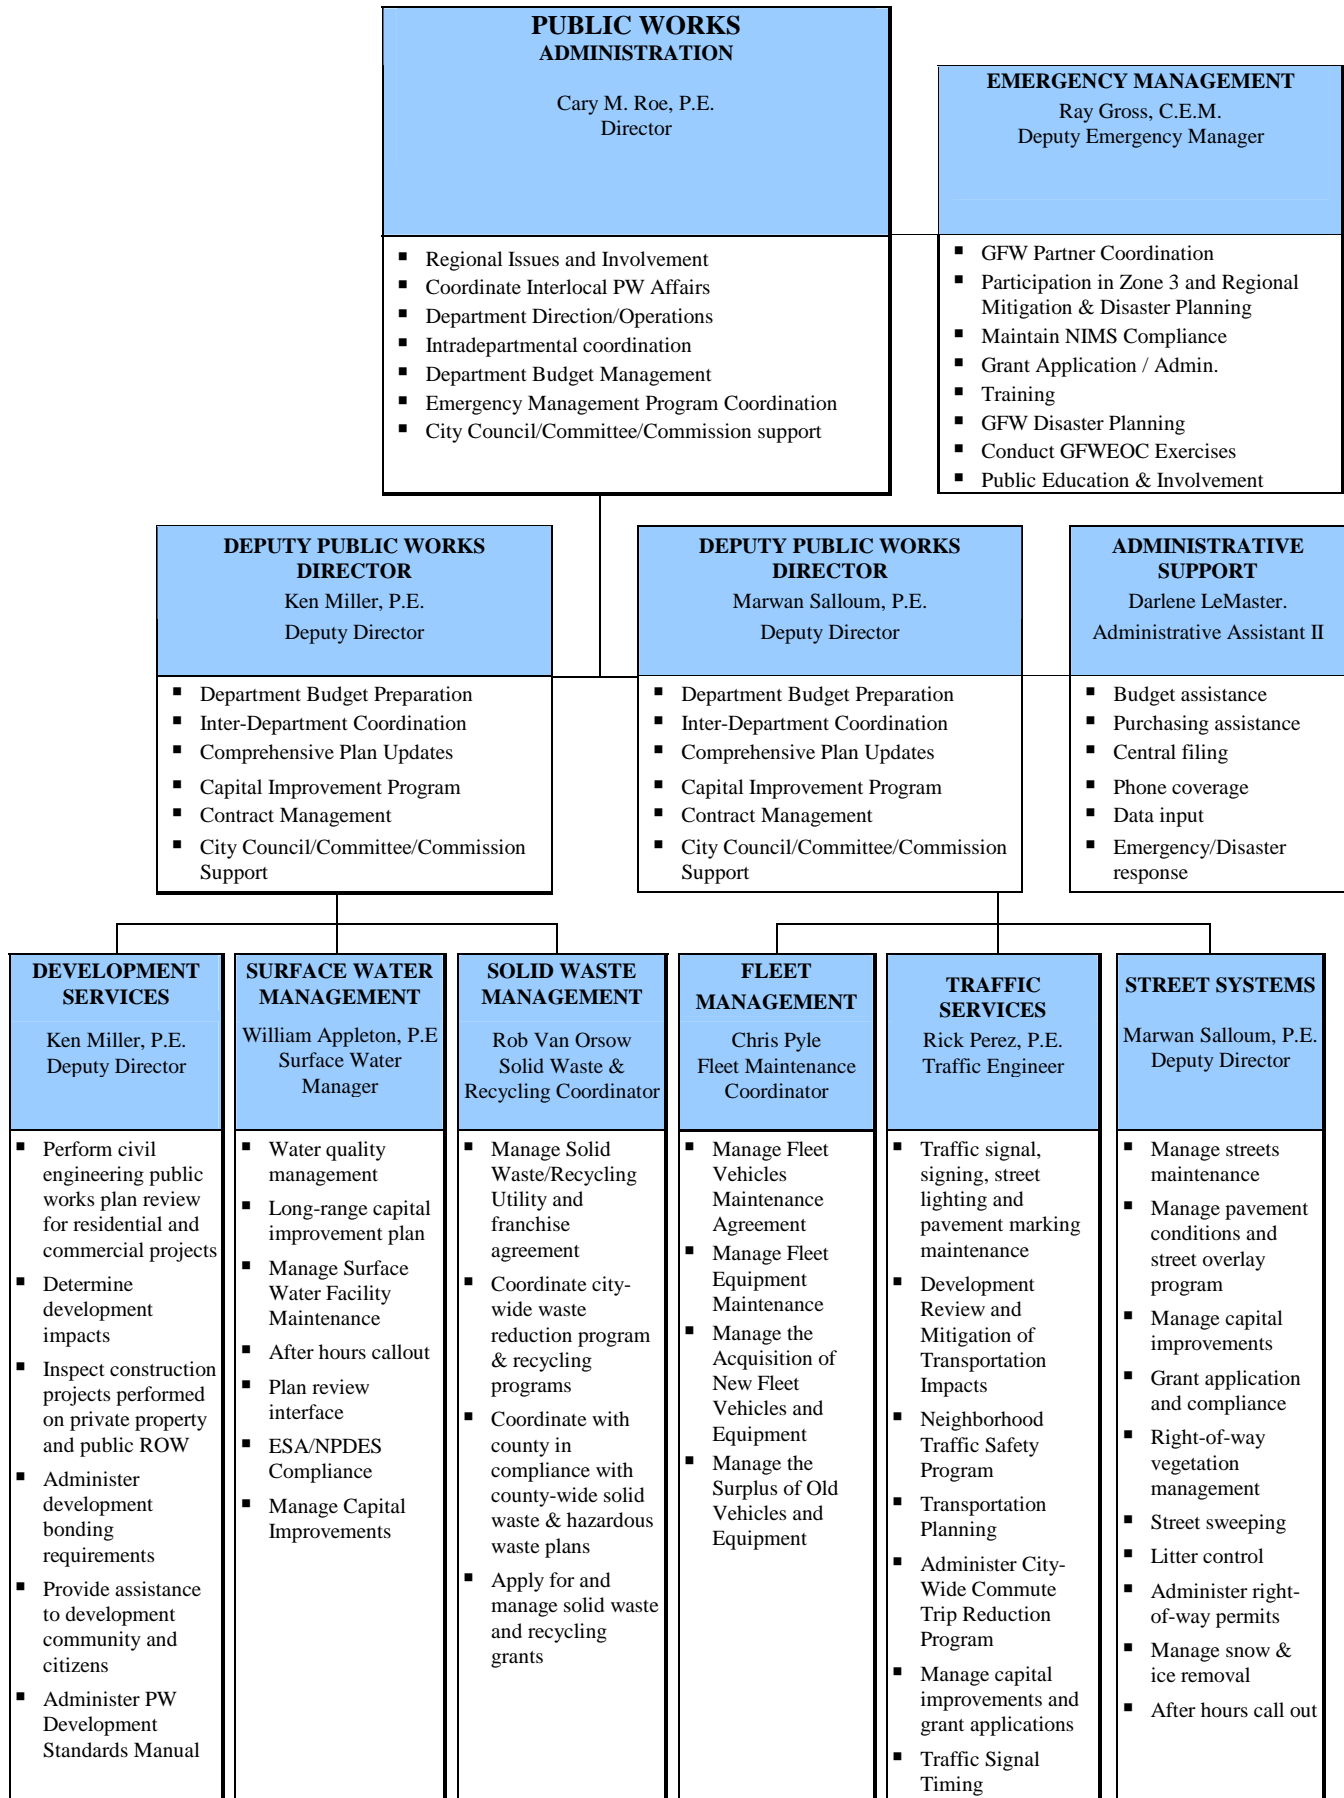 PUBLIC WORKS
ADMINISTRATION
Cary M. Roe, P.E.
Director
▪ Regional Issues and Involvement
▪ Coordinate Interlocal PW Affairs
▪ Department Direction/Operations
▪ Intradepartmental coordination
▪ Department Budget Management
▪ Emergency Management Program Coordination
▪ City Council/Committee/Commission support
EMERGENCY MANAGEMENT
Ray Gross, C.E.M.
Deputy Emergency Manager
▪ GFW Partner Coordination
▪ Participation in Zone 3 and Regional
Mitigation & Disaster Planning
▪ Maintain NIMS Compliance
▪ Grant Application / Admin.
▪ Training
▪ GFW Disaster Planning
▪ Conduct GFWEOC Exercises
▪ Public Education & Involvement
DEPUTY PUBLIC WORKS
DIRECTOR
Ken Miller, P.E.
Deputy Director
▪ Department Budget Preparation
▪ Inter-Department Coordination
▪ Comprehensive Plan Updates
▪ Capital Improvement Program
▪ Contract Management
▪ City Council/Committee/Commission
Support
DEPUTY PUBLIC WORKS
DIRECTOR
Marwan Salloum, P.E.
Deputy Director
▪ Department Budget Preparation
▪ Inter-Department Coordination
▪ Comprehensive Plan Updates
▪ Capital Improvement Program
▪ Contract Management
▪ City Council/Committee/Commission
Support
ADMINISTRATIVE
SUPPORT
Darlene LeMaster.
Administrative Assistant II
▪ Budget assistance
▪ Purchasing assistance
▪ Central filing
▪ Phone coverage
▪ Data input
▪ Emergency/Disaster
response
DEVELOPMENT
SERVICES
Ken Miller, P.E.
Deputy Director
▪ Perform civil
engineering public
works plan review
for residential and
commercial projects
▪ Determine
development
impacts
▪ Inspect construction
projects performed
on private property
and public ROW
▪ Administer
development
bonding
requirements
▪ Provide assistance
to development
community and
citizens
▪ Administer PW
Development
Standards Manual
SURFACE WATER
MANAGEMENT
William Appleton, P.E
Surface Water
Manager
▪ Water quality
management
▪ Long-range capital
improvement plan
▪ Manage Surface
Water Facility
Maintenance
▪ After hours callout
▪ Plan review
interface
▪ ESA/NPDES
Compliance
▪ Manage Capital
Improvements
SOLID WASTE
MANAGEMENT
Rob Van Orsow
Solid Waste &
Recycling Coordinator
▪ Manage Solid
Waste/Recycling
Utility and
franchise
agreement
▪ Coordinate city-
wide waste
reduction program
& recycling
programs
▪ Coordinate with
county in
compliance with
county-wide solid
waste & hazardous
waste plans
▪ Apply for and
manage solid waste
and recycling
grants
FLEET
MANAGEMENT
Chris Pyle
Fleet Maintenance
Coordinator
▪ Manage Fleet
Vehicles
Maintenance
Agreement
▪ Manage Fleet
Equipment
Maintenance
▪ Manage the
Acquisition of
New Fleet
Vehicles and
Equipment
▪ Manage the
Surplus of Old
Vehicles and
Equipment
TRAFFIC
SERVICES
Rick Perez, P.E.
Traffic Engineer
▪ Traffic signal,
signing, street
lighting and
pavement marking
maintenance
▪ Development
Review and
Mitigation of
Transportation
Impacts
▪ Neighborhood
Traffic Safety
Program
▪ Transportation
Planning
▪ Administer City-
Wide Commute
Trip Reduction
Program
▪ Manage capital
improvements and
grant applications
▪ Traffic Signal
Timing
STREET SYSTEMS
Marwan Salloum, P.E.
Deputy Director
▪ Manage streets
maintenance
▪ Manage pavement
conditions and
street overlay
program
▪ Manage capital
improvements
▪ Grant application
and compliance
▪ Right-of-way
vegetation
management
▪ Street sweeping
▪ Litter control
▪ Administer right-
of-way permits
▪ Manage snow &
ice removal
▪ After hours call out